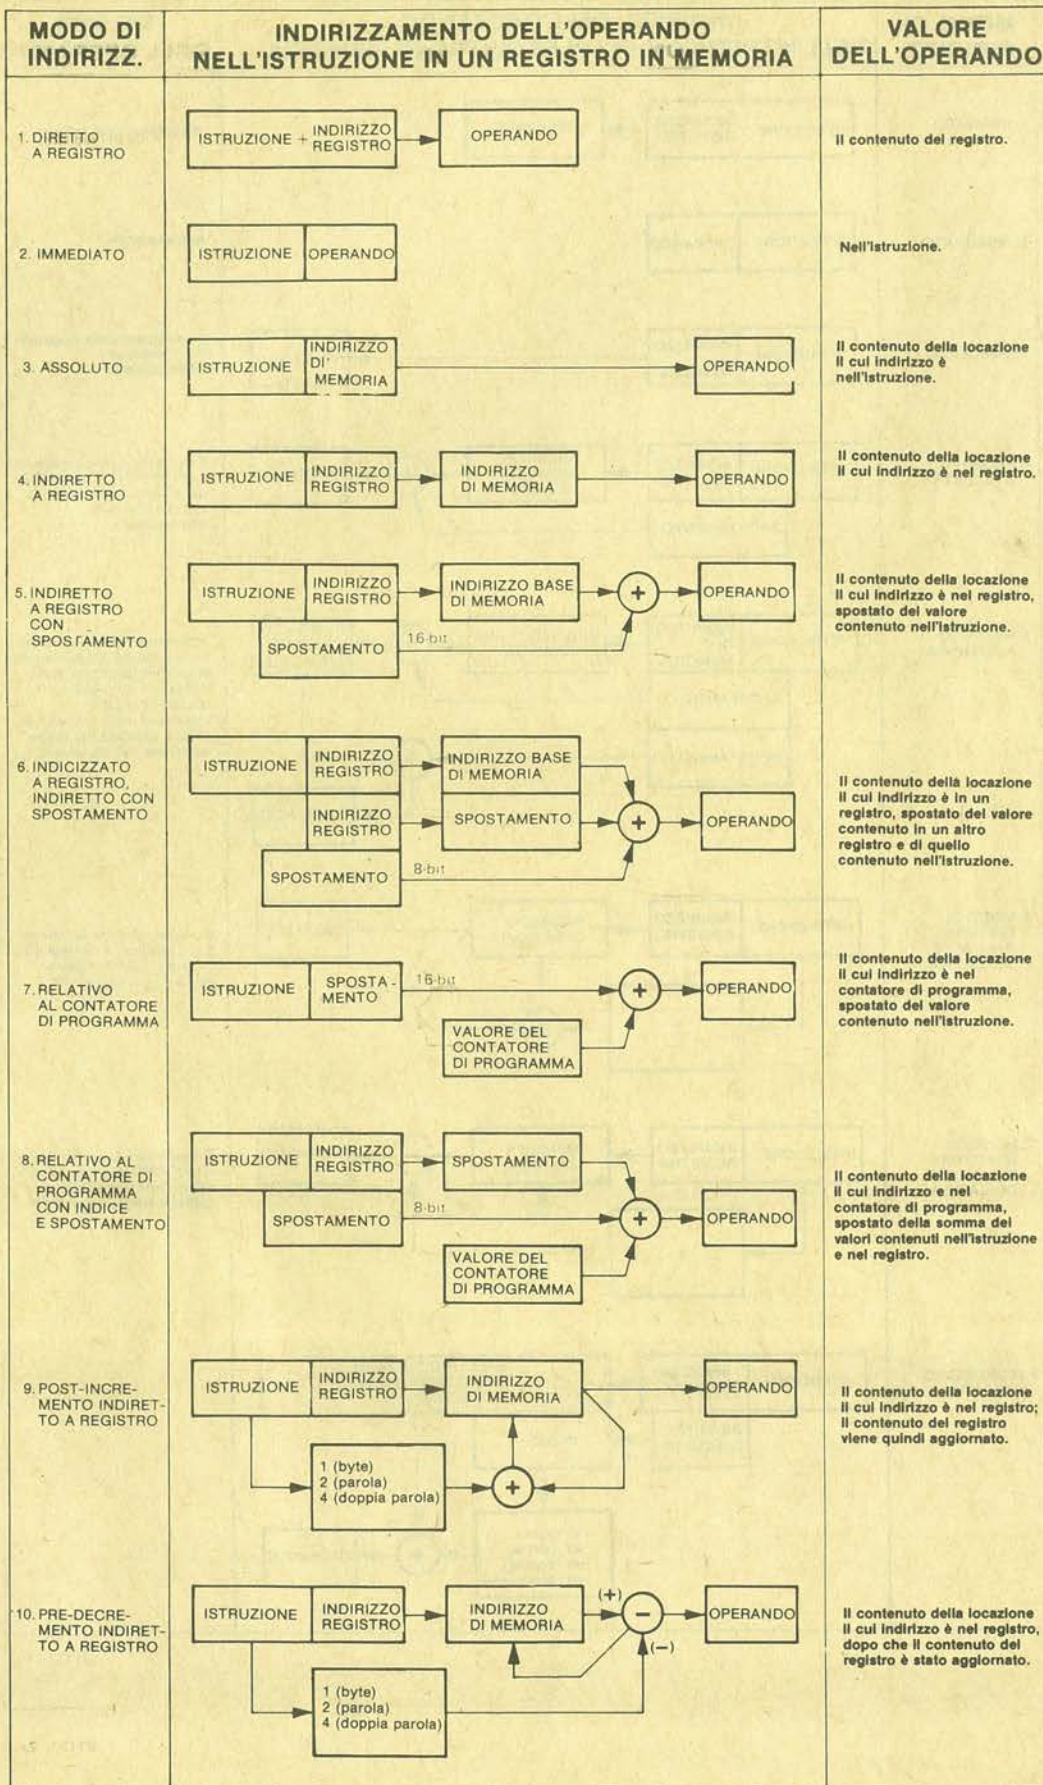 MODO DI
INDIRIZZ.
INDIRIZZAMENTO DELL'OPERANDO
NELL'ISTRUZIONE IN UN REGISTRO IN MEMORIA
VALORE
DELL'OPERANDO
1. DIRETTO
A REGISTRO
ISTRUZIONE + INDIRIZZO
REGISTRO
OPERANDO
Il contenuto del registro.
2. IMMEDIATO
ISTRUZIONE
OPERANDO
Nell'istruzione.
3. ASSOLUTO
ISTRUZIONE
INDIRIZZO
DI'
MEMORIA
OPERANDO
Il contenuto della locazione
il cui indirizzo è
nell'istruzione.
4. INDIRETTO
A REGISTRO
ISTRUZIONE
INDIRIZZO
REGISTRO
INDIRIZZO
DI MEMORIA
OPERANDO
Il contenuto della locazione
il cui indirizzo è nel registro.
5. INDIRETTO
A REGISTRO
CON
SPOSTAMENTO
ISTRUZIONE
INDIRIZZO
REGISTRO
INDIRIZZO BASE
DI MEMORIA
+
OPERANDO
SPOSTAMENTO
16-bit
Il contenuto della locazione
il cui indirizzo è nel registro,
spostato del valore
contenuto nell'istruzione.
6. INDICIZZATO
A REGISTRO,
INDIRETTO CON
SPOSTAMENTO
ISTRUZIONE
INDIRIZZO
REGISTRO
INDIRIZZO BASE
DI MEMORIA
INDIRIZZO
REGISTRO
SPOSTAMENTO
+
OPERANDO
SPOSTAMENTO
8-bit
Il contenuto della locazione
il cui indirizzo è in un
registro, spostato del valore
contenuto in un altro
registro e di quello
contenuto nell'istruzione.
7. RELATIVO
AL CONTATORE
DI PROGRAMMA
ISTRUZIONE
SPOSTA-
MENTO
16-bit
+
OPERANDO
VALORE DEL
CONTATORE
DI PROGRAMMA
Il contenuto della locazione
il cui indirizzo è nel
contatore di programma,
spostato del valore
contenuto nell'istruzione.
8. RELATIVO AL
CONTATORE DI
PROGRAMMA
CON INDICE
E SPOSTAMENTO
ISTRUZIONE
INDIRIZZO
REGISTRO
SPOSTAMENTO
SPOSTAMENTO
8-bit
+
OPERANDO
VALORE DEL
CONTATORE
DI PROGRAMMA
Il contenuto della locazione
il cui indirizzo e nel
contatore di programma,
spostato della somma dei
valori contenuti nell'istruzione
e nel registro.
9. POST-INCRE-
MENTO INDIRET-
TO A REGISTRO
ISTRUZIONE
INDIRIZZO
REGISTRO
INDIRIZZO
DI MEMORIA
OPERANDO
1 (byte)
2 (parola)
4 (doppia parola)
+
Il contenuto della locazione
il cui indirizzo è nel registro;
il contenuto del registro
viene quindi aggiornato.
10. PRE-DECRE-
MENTO INDIRET-
TO A REGISTRO
ISTRUZIONE
INDIRIZZO
REGISTRO
INDIRIZZO
DI MEMORIA
(+)
−
(−)
OPERANDO
1 (byte)
2 (parola)
4 (doppia parola)
Il contenuto della locazione
il cui indirizzo è nel registro,
dopo che il contenuto del
registro è stato aggiornato.